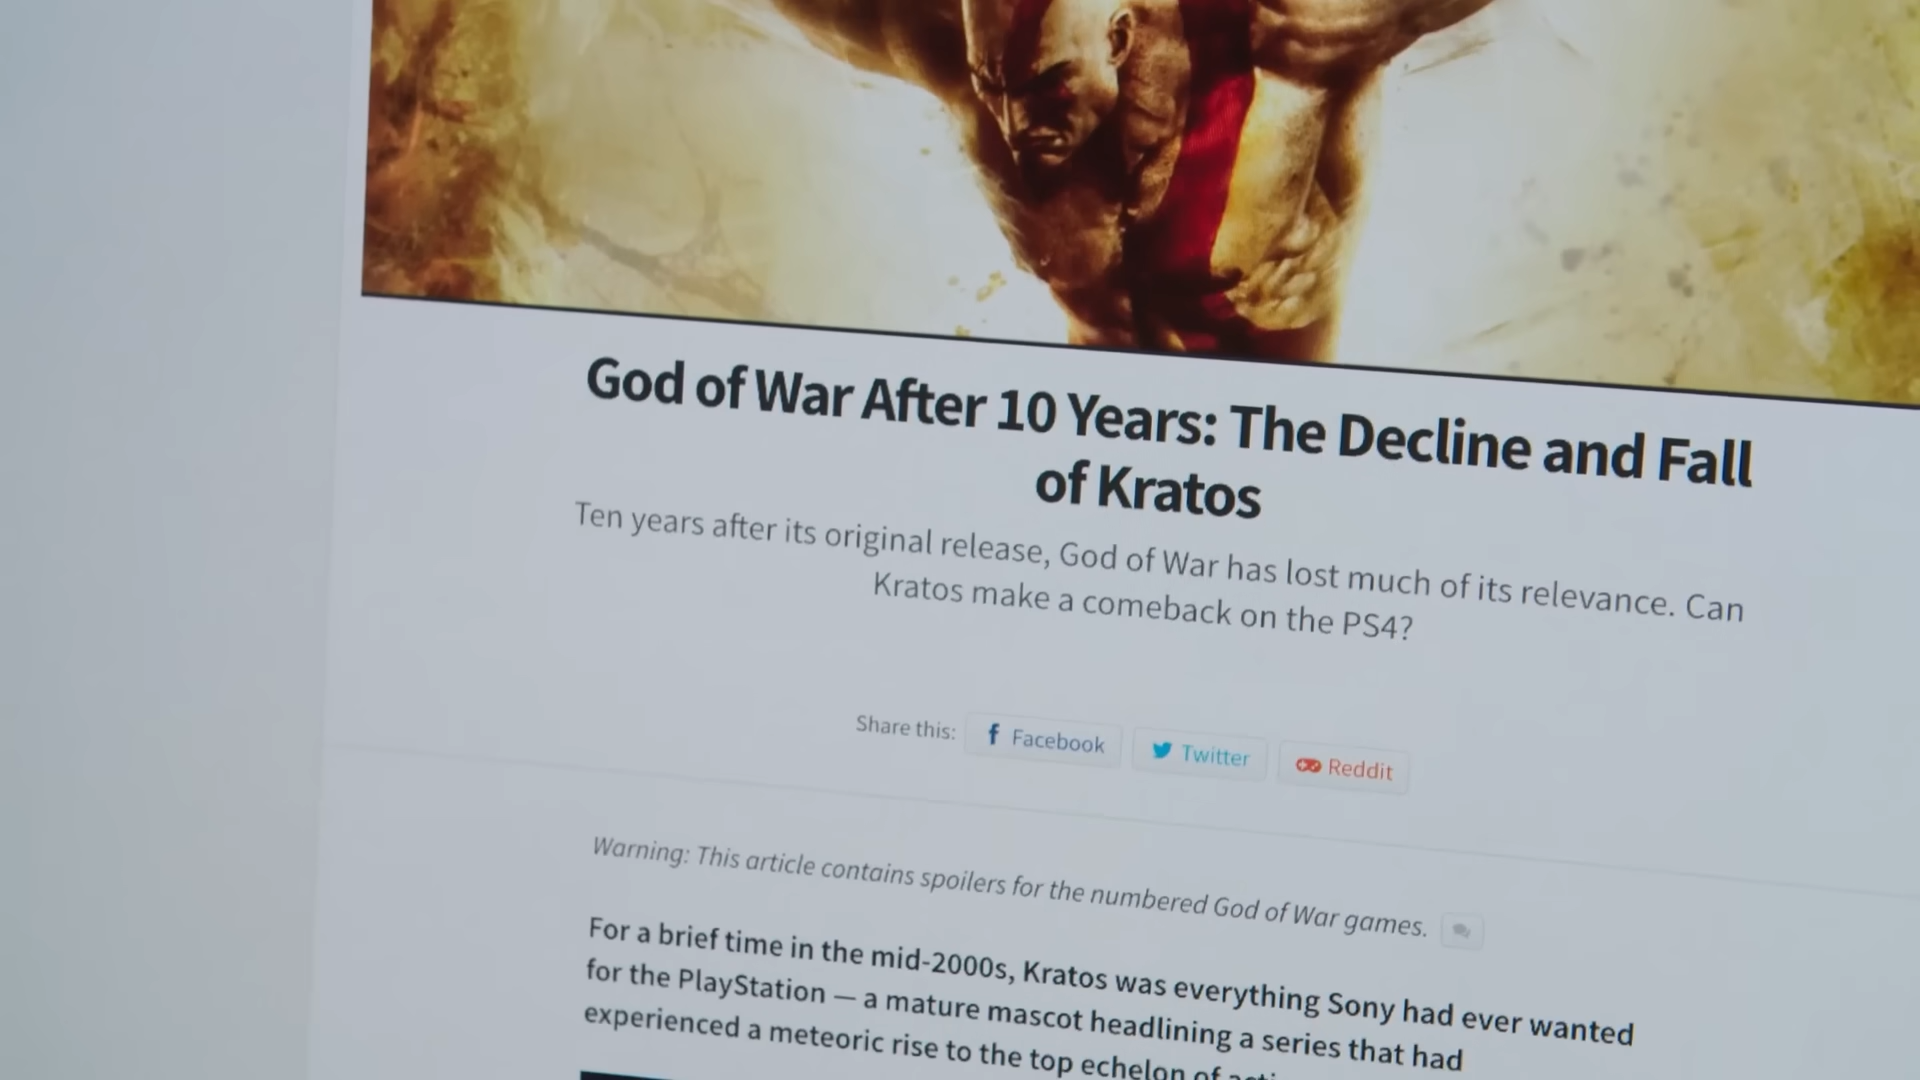 God of War After 10 Years: The Decline and Fall
of Kratos
Ten years after its original release, God of War has lost much of its relevance. Can
Kratos make a comeback on the PS4?
Share this: Facebook Twitter Reddit
Warning: This article contains spoilers for the numbered God of War games.
For a brief time in the mid-2000s, Kratos was everything Sony had ever wanted
for the PlayStation — a mature mascot headlining a series that had
experienced a meteoric rise to the top echelon of